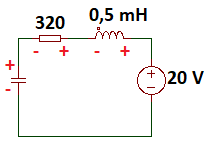 320 0,5 mH
- + - +
+
-
+
-
20 V